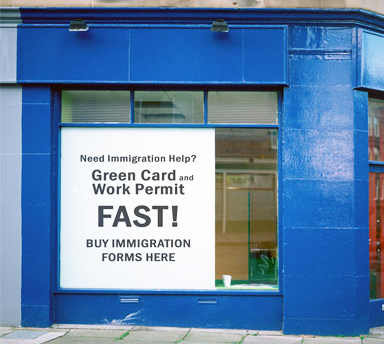 Need Immigration Help?
Green Card and
Work Permit
FAST!
BUY IMMIGRATION
FORMS HERE